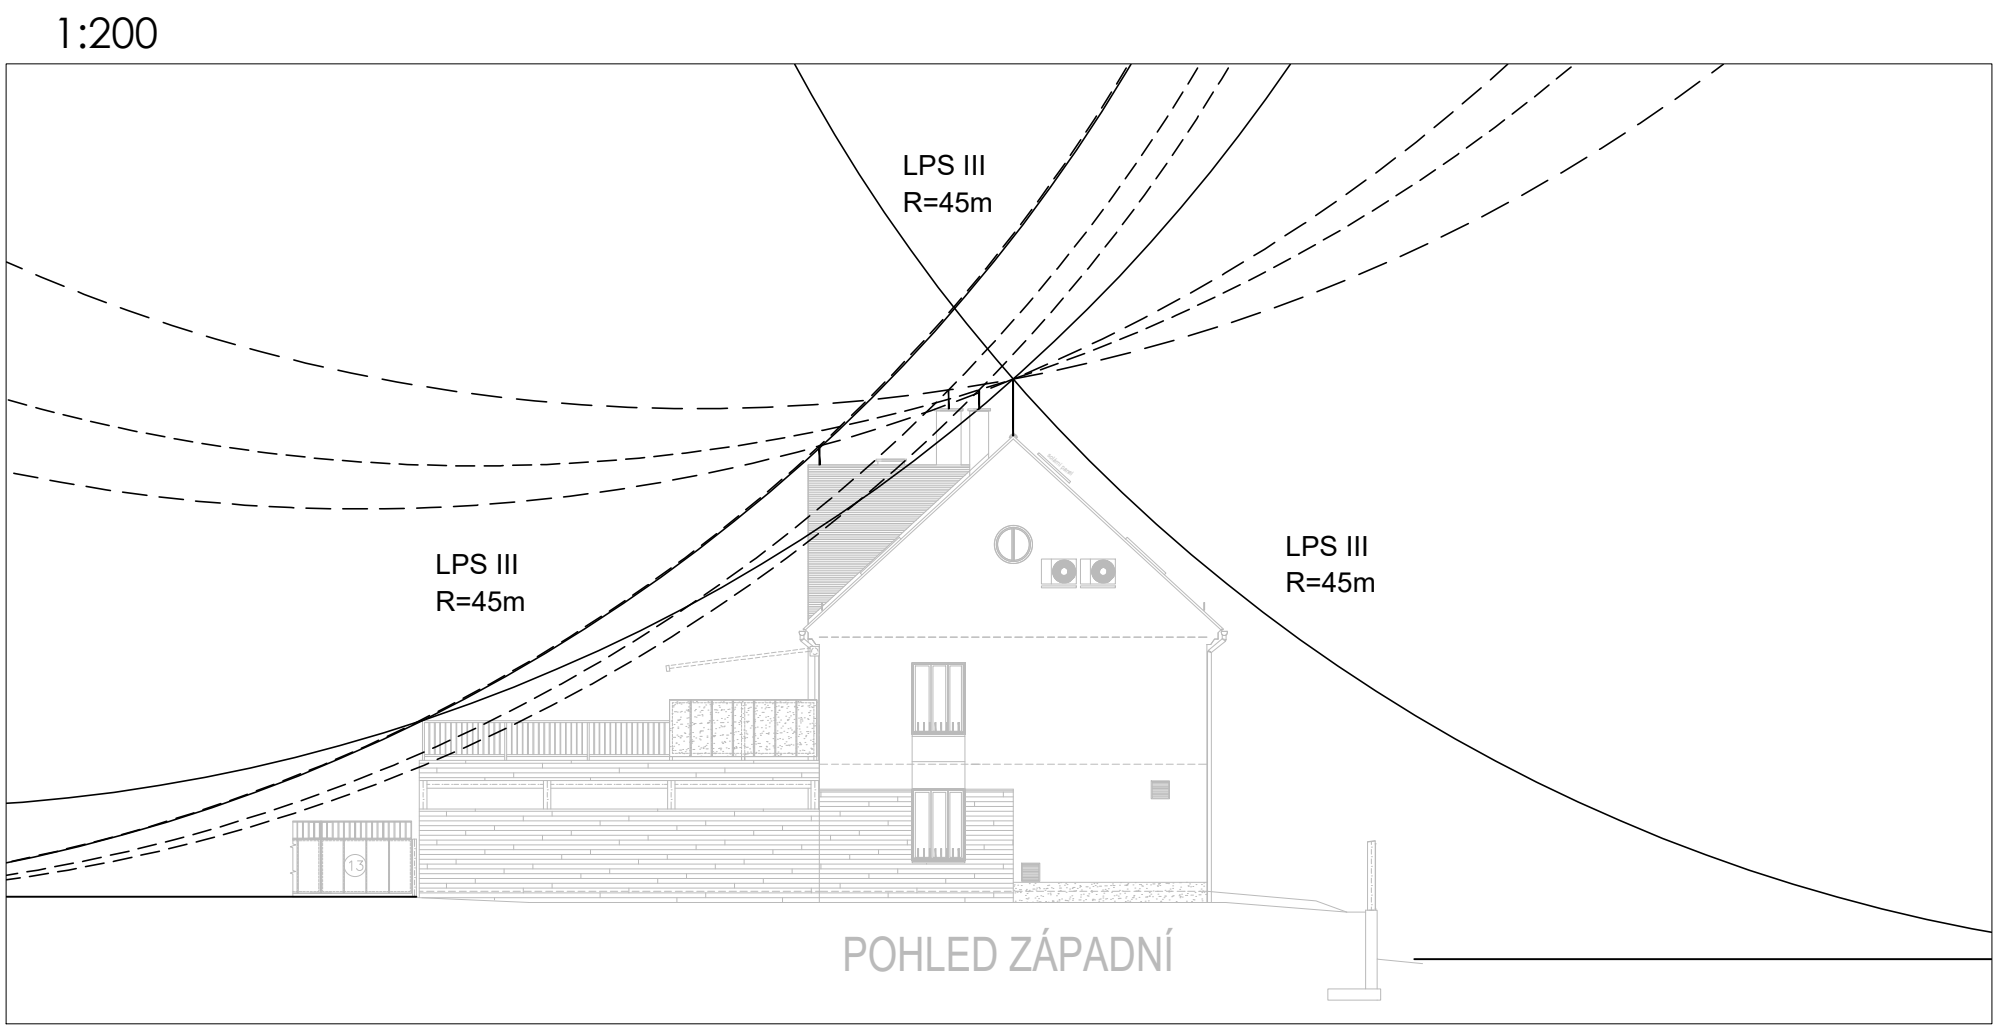 1:200
LPS III
R=45m
LPS III
R=45m
LPS III
R=45m
13
POHLED ZÁPADNÍ